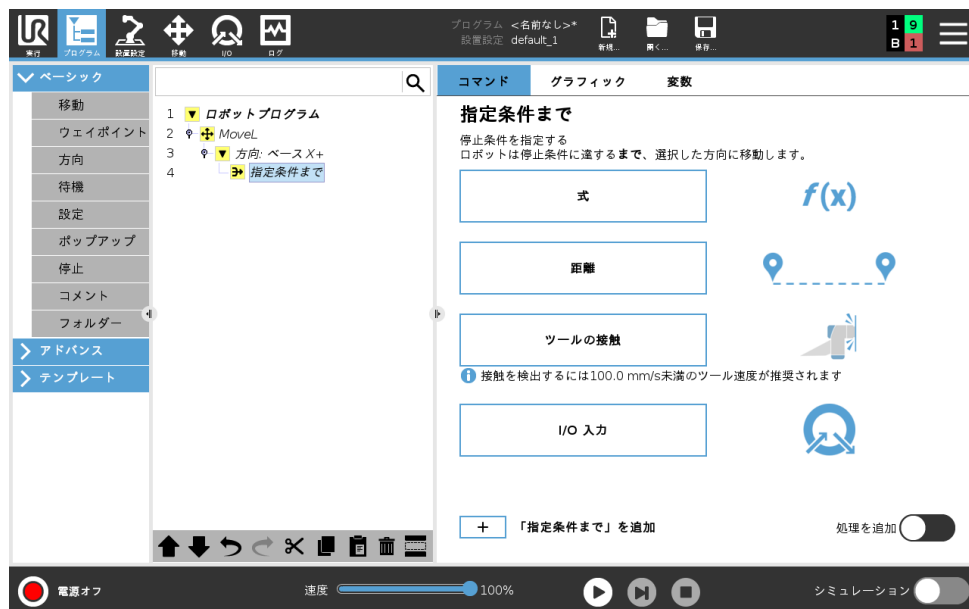 UR
実行
プログラム
設置設定
移動
I/O
ログ
プログラム <名前なし>*
設置設定 default_1
新規...
開く...
保存...
1 9
B 1
ベーシック
移動
ウェイポイント
方向
待機
設定
ポップアップ
停止
コメント
フォルダー
アドバンス
テンプレート
1 ロボットプログラム
2 MoveL
3 方向: ベース X+
4 指定条件まで
コマンド グラフィック 変数
指定条件まで
停止条件を指定する
ロボットは停止条件に達するまで、選択した方向に移動します。
式 f(x)
距離
ツールの接触
接触を検出するには100.0 mm/s未満のツール速度が推奨されます
I/O 入力
+ 「指定条件まで」を追加
処理を追加
電源オフ
速度 100%
シミュレーション